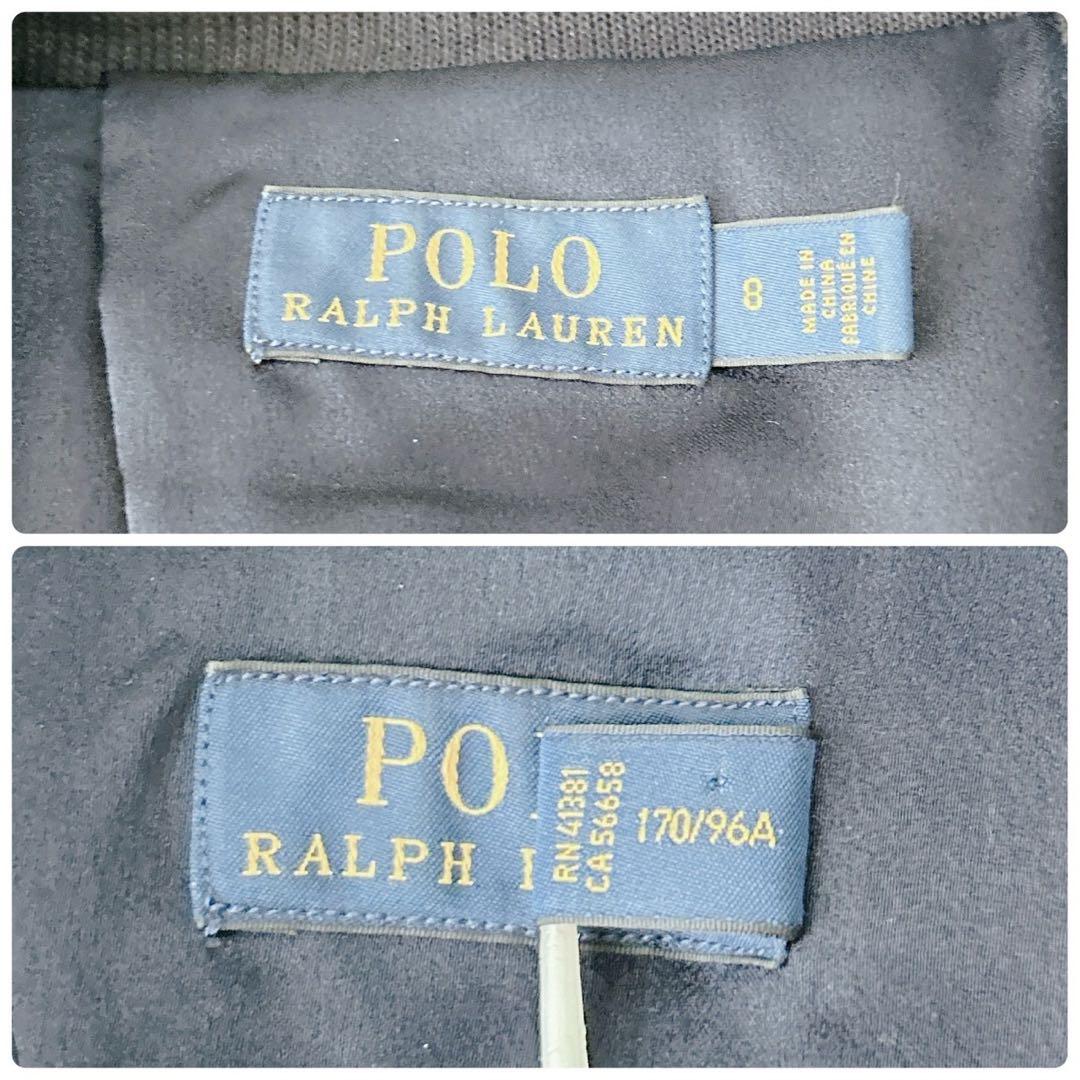 POLO
RALPH LAUREN
8
MADE IN
CHINA
FABRIQUÉ EN
CHINE
PO
RALPH
RN 41381
CA 56658
170/96A